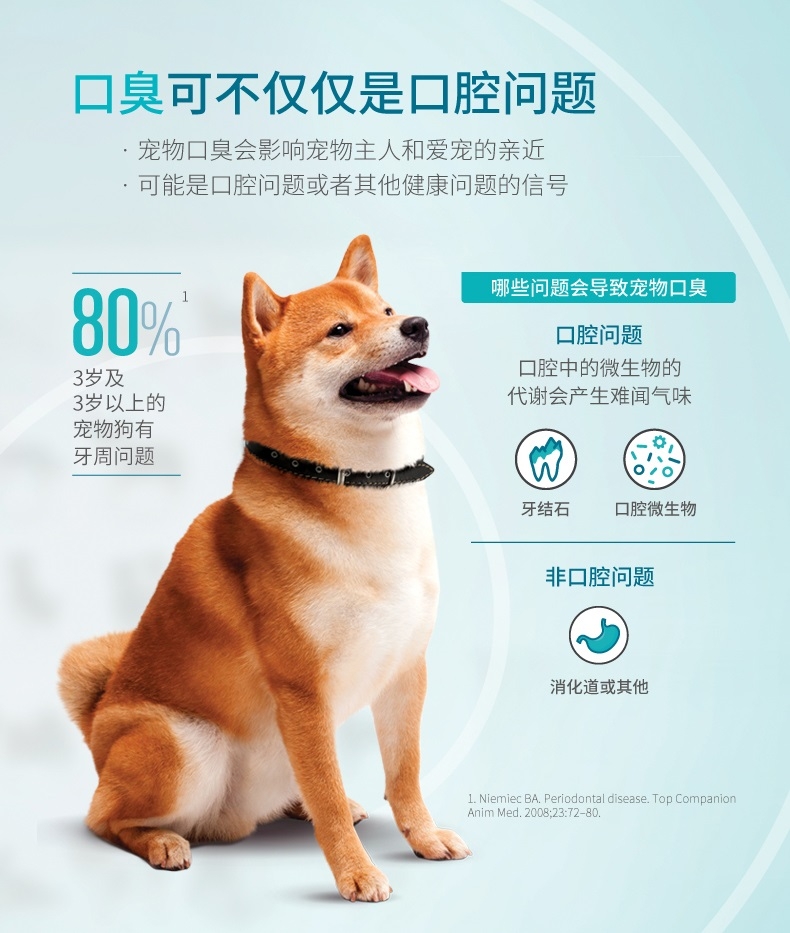 口臭可不仅仅是口腔问题
· 宠物口臭会影响宠物主人和爱宠的亲近
· 可能是口腔问题或者其他健康问题的信号
80%1
3岁及
3岁以上的
宠物狗有
牙周问题
哪些问题会导致宠物口臭
口腔问题
口腔中的微生物的
代谢会产生难闻气味
牙结石
口腔微生物
非口腔问题
消化道或其他
1. Niemiec BA. Periodontal disease. Top Companion
Anim Med. 2008;23:72–80.